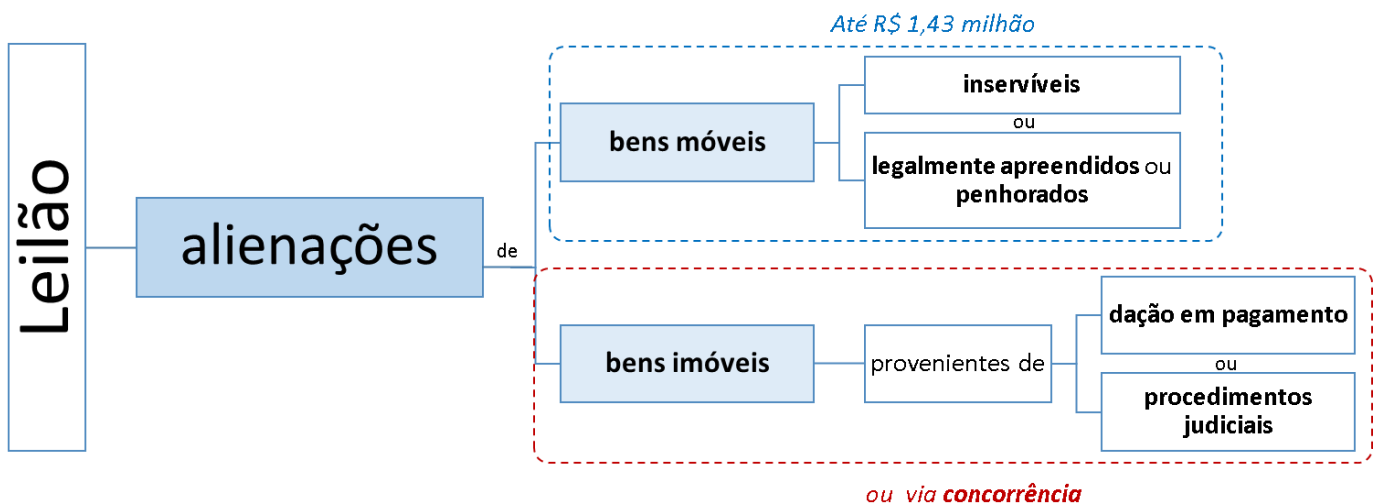 Leilão
alienações
de
Até R$ 1,43 milhão
bens móveis
inservíveis
ou
legalmente apreendidos ou
penhorados
bens imóveis
provenientes de
dação em pagamento
ou
procedimentos
judiciais
ou via concorrência